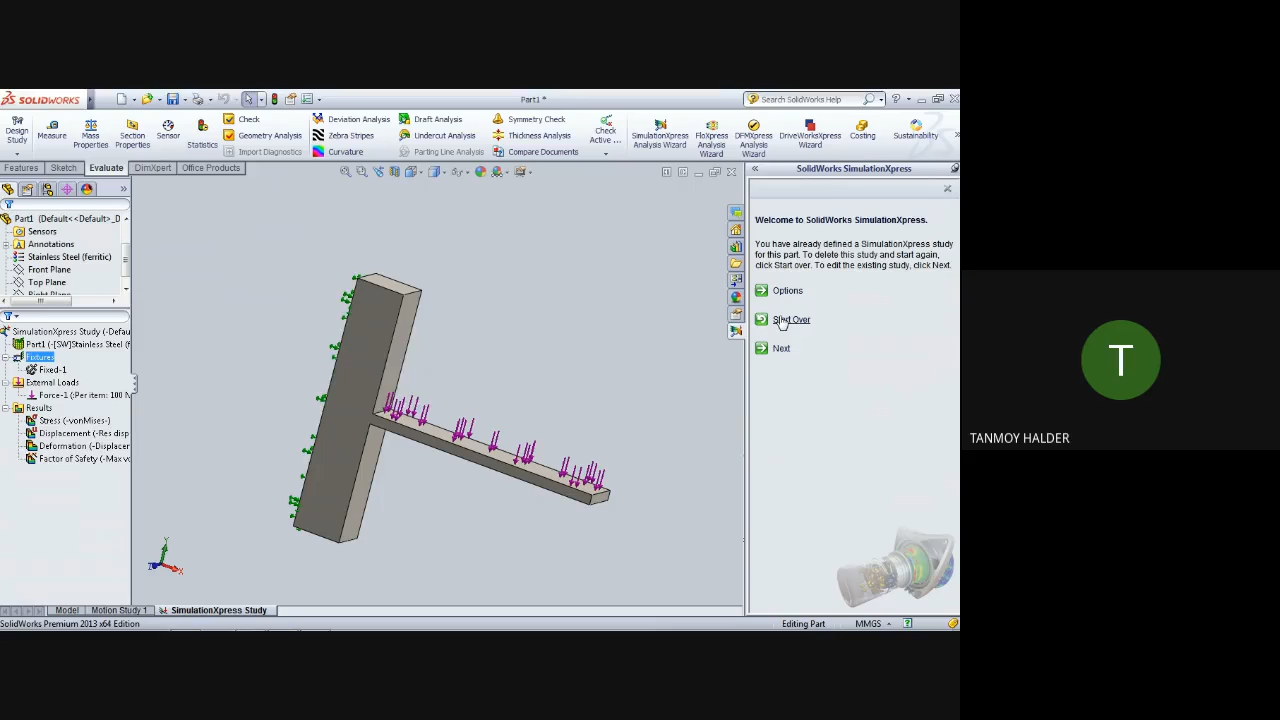 SOLIDWORKS
Part1 *
Search SolidWorks Help
Design Study
Measure
Mass Properties
Section Properties
Sensor
Statistics
Check
Geometry Analysis
Import Diagnostics
Deviation Analysis
Zebra Stripes
Curvature
Draft Analysis
Undercut Analysis
Parting Line Analysis
Symmetry Check
Thickness Analysis
Compare Documents
Check Active ...
SimulationXpress Analysis Wizard
FloXpress Analysis Wizard
DFMXpress Analysis Wizard
DriveWorksXpress Wizard
Costing
Sustainability
Features
Sketch
Evaluate
DimXpert
Office Products
Part1 (Default<<Default>_D
Sensors
Annotations
Stainless Steel (ferritic)
Front Plane
Top Plane
Right Plane
SimulationXpress Study (-Defau
Part1 (-[SW]Stainless Steel (f
Fixtures
Fixed-1
External Loads
Force-1 (:Per item: 100 N
Results
Stress (-vonMises-)
Displacement (-Res disp
Deformation (-Displacer
Factor of Safety (-Max vo
Y
X
Z
SolidWorks SimulationXpress
Welcome to SolidWorks SimulationXpress.
You have already defined a SimulationXpress study
for this part. To delete this study and start again,
click Start over. To edit the existing study, click Next.
Options
Start Over
Next
Model
Motion Study 1
SimulationXpress Study
SolidWorks Premium 2013 x64 Edition
Editing Part
MMGS
T
TANMOY HALDER